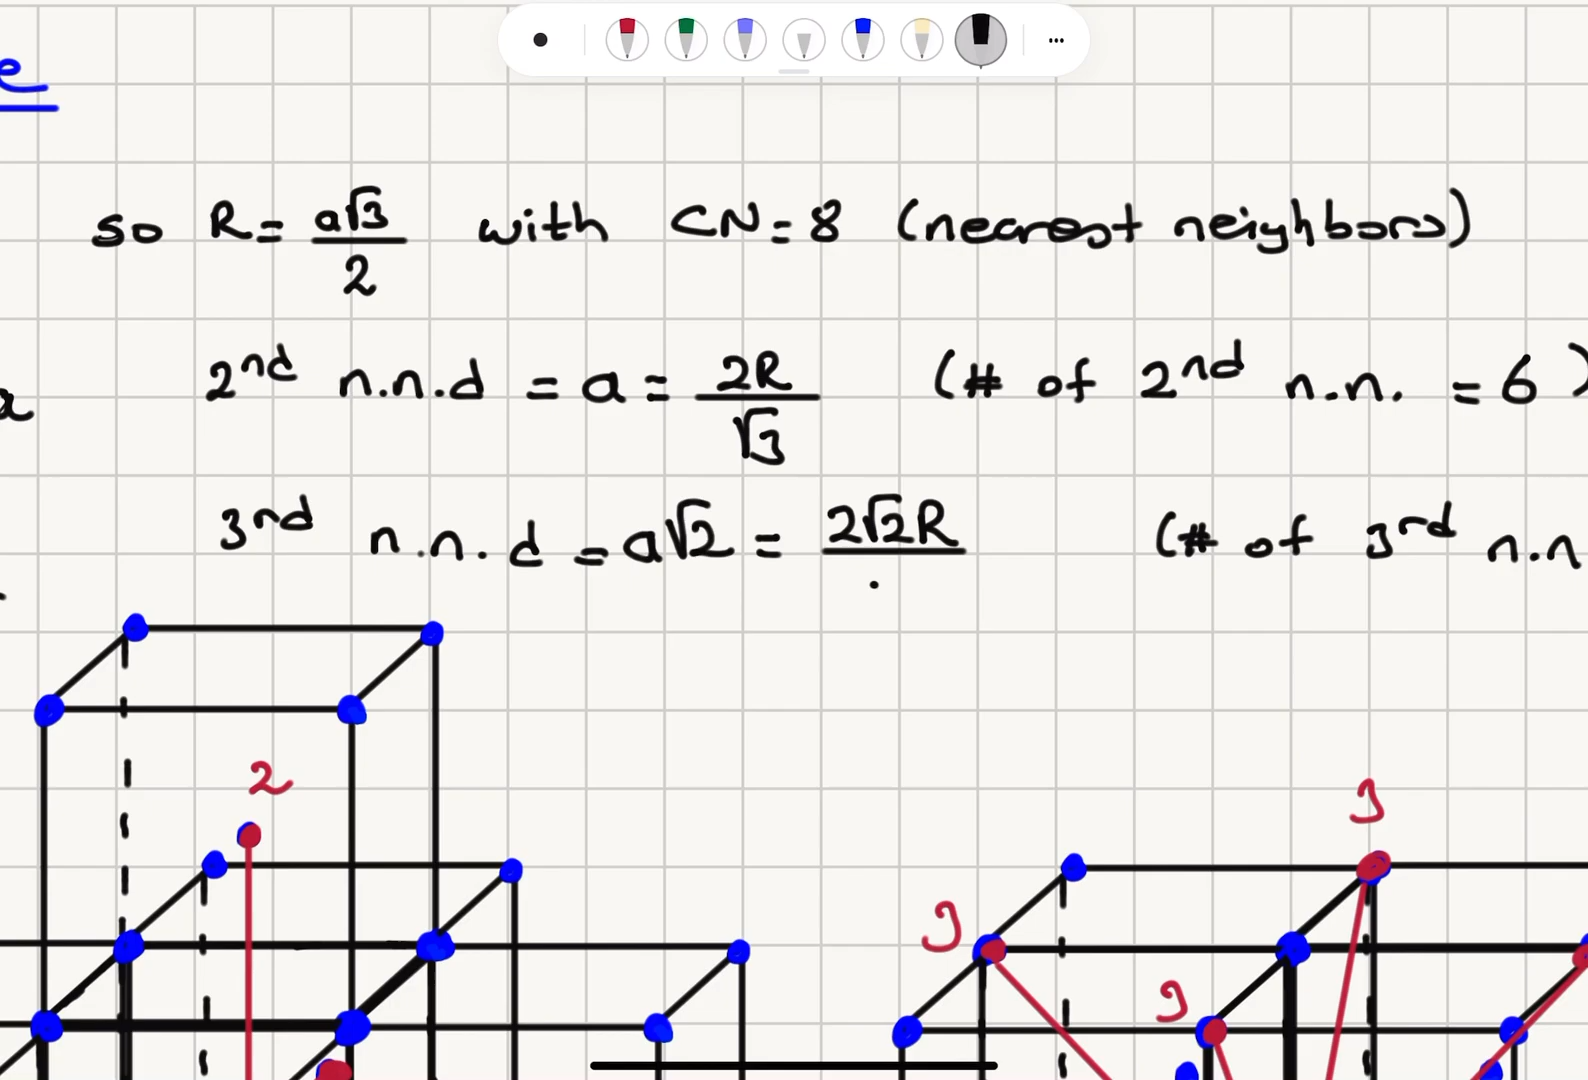 e
so R = a√3/2 with CN = 8 (nearest neighbors)
a 2nd n.n.d = a = 2R/√3 (# of 2nd n.n. = 6)
3rd n.n.d = a√2 = 2√2R/. (# of 3rd n.n
2
3
3
3